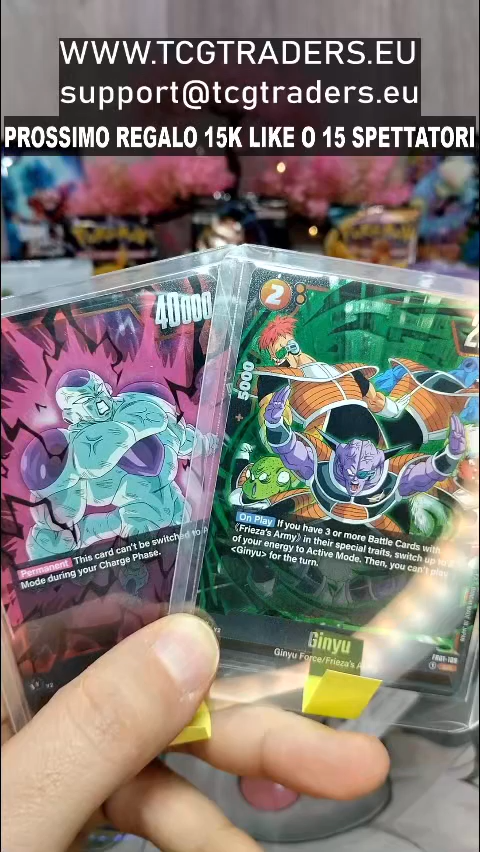 WWW.TCGTRADERS.EU
support@tcgtraders.eu
PROSSIMO REGALO 15K LIKE O 15 SPETTATORI
40000
2
+ 5000
Permanent This card can't be switched to
Mode during your Charge Phase.
On Play If you have 3 or more Battle Cards with
《Frieza's Army》 in their special traits, switch up to
of your energy to Active Mode. Then, you can't play
<Ginyu> for the turn.
Ginyu
Ginyu Force/Frieza's